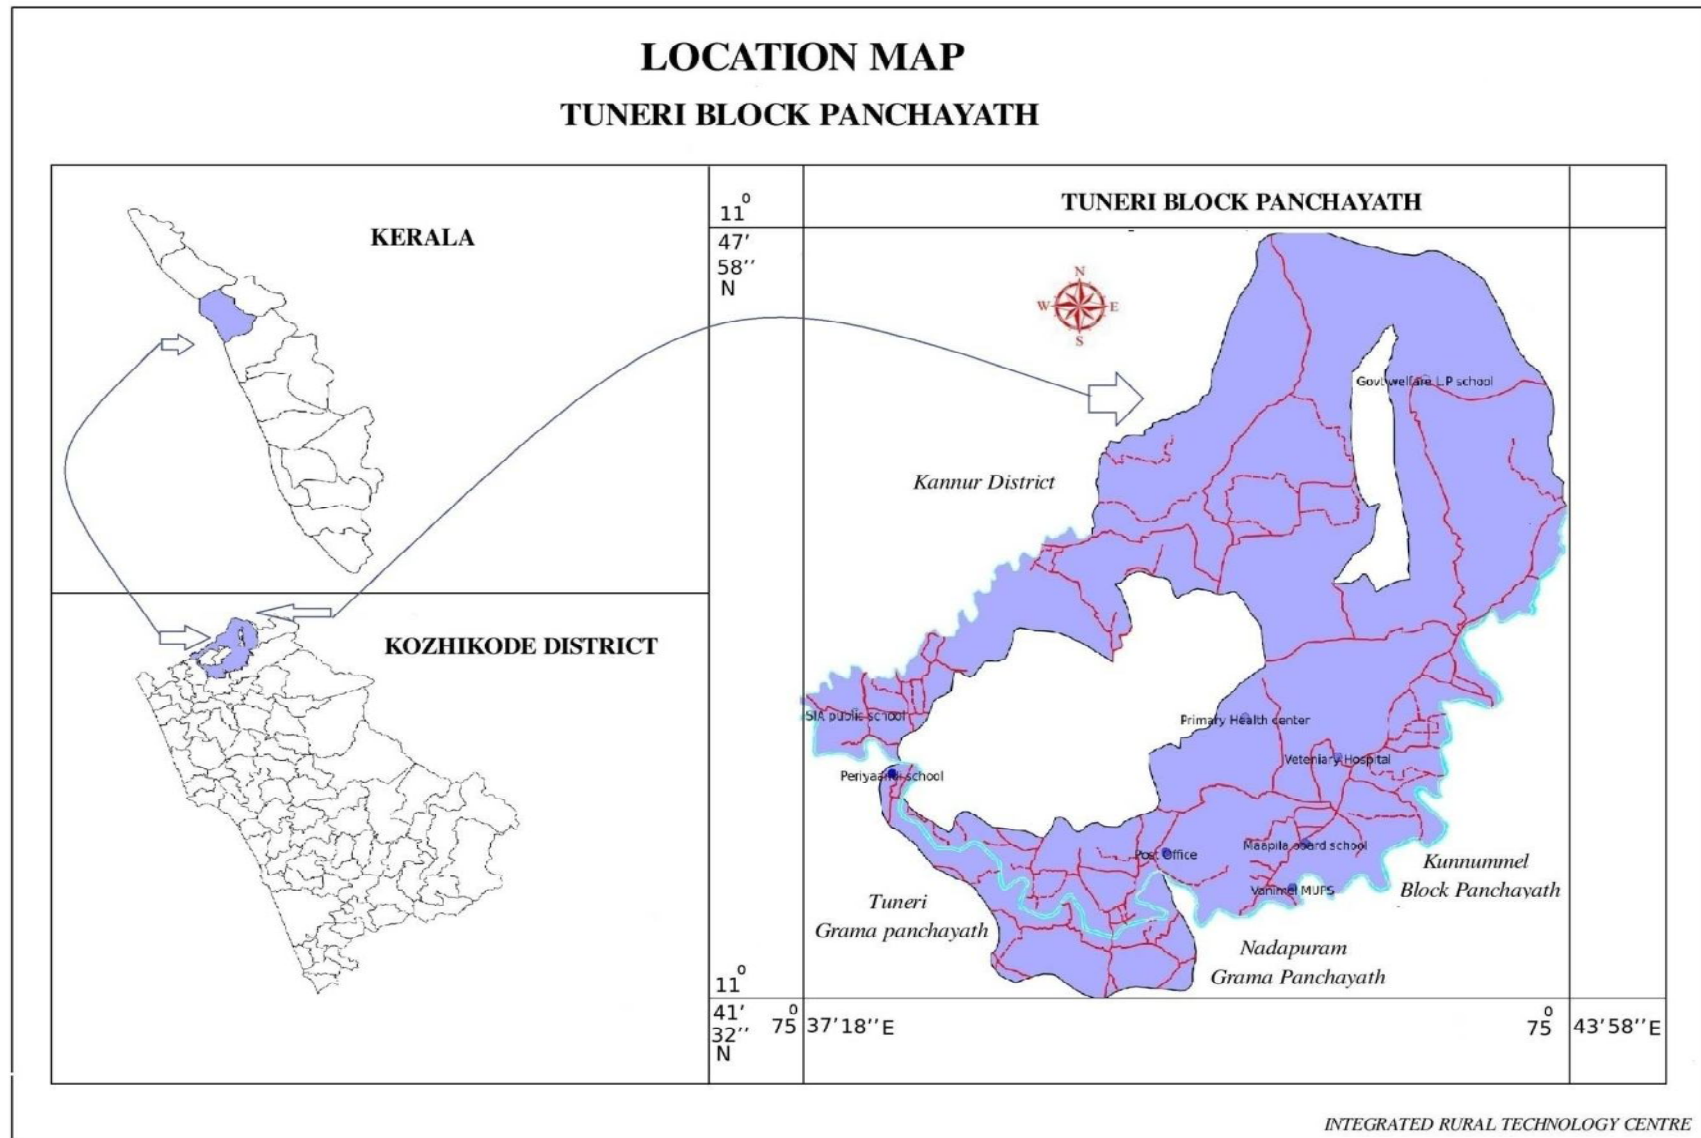 LOCATION MAP
TUNERI BLOCK PANCHAYATH
KERALA
KOZHIKODE DISTRICT
TUNERI BLOCK PANCHAYATH
11°
47'
58''
N
N
W E
S
Govt welfare L.P school
Kannur District
SIA public school
Primary Health center
Veteniary Hospital
Periyaandi school
Maapila board school
Post Office
Vanimel MUPS
Kunnummel
Block Panchayath
Tuneri
Grama panchayath
Nadapuram
Grama Panchayath
11°
41'
32''
N
75° 37'18''E
75° 43'58''E
INTEGRATED RURAL TECHNOLOGY CENTRE